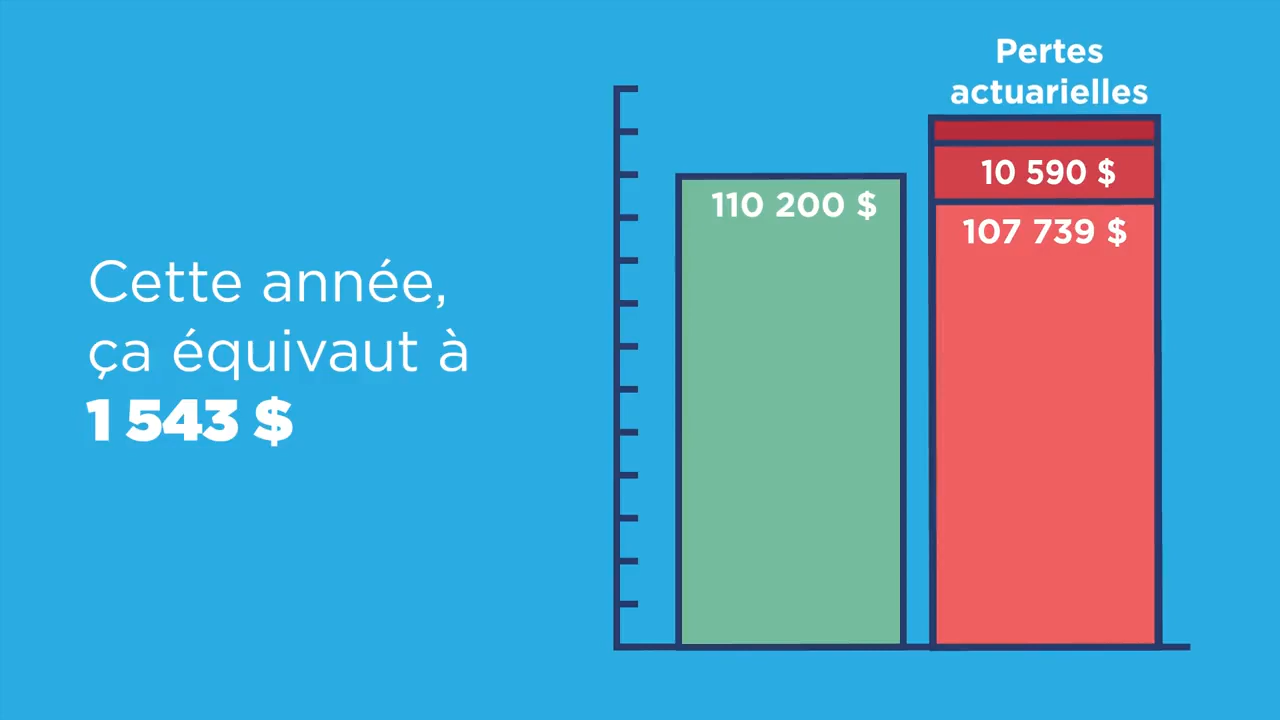 Pertes
actuarielles
10 590 $
110 200 $
107 739 $
Cette année,
ça équivaut à
1 543 $